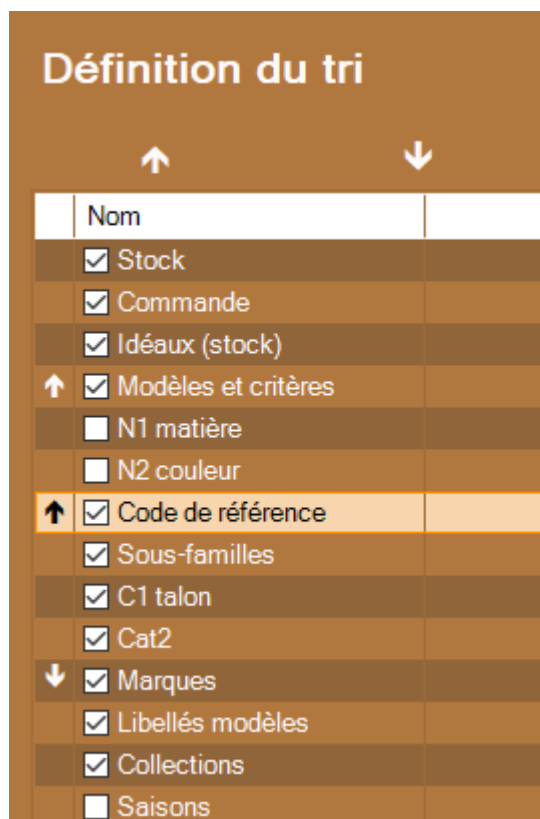 Définition du tri
Nom
Stock
Commande
Idéaux (stock)
Modèles et critères
N1 matière
N2 couleur
Code de référence
Sous-familles
C1 talon
Cat2
Marques
Libellés modèles
Collections
Saisons